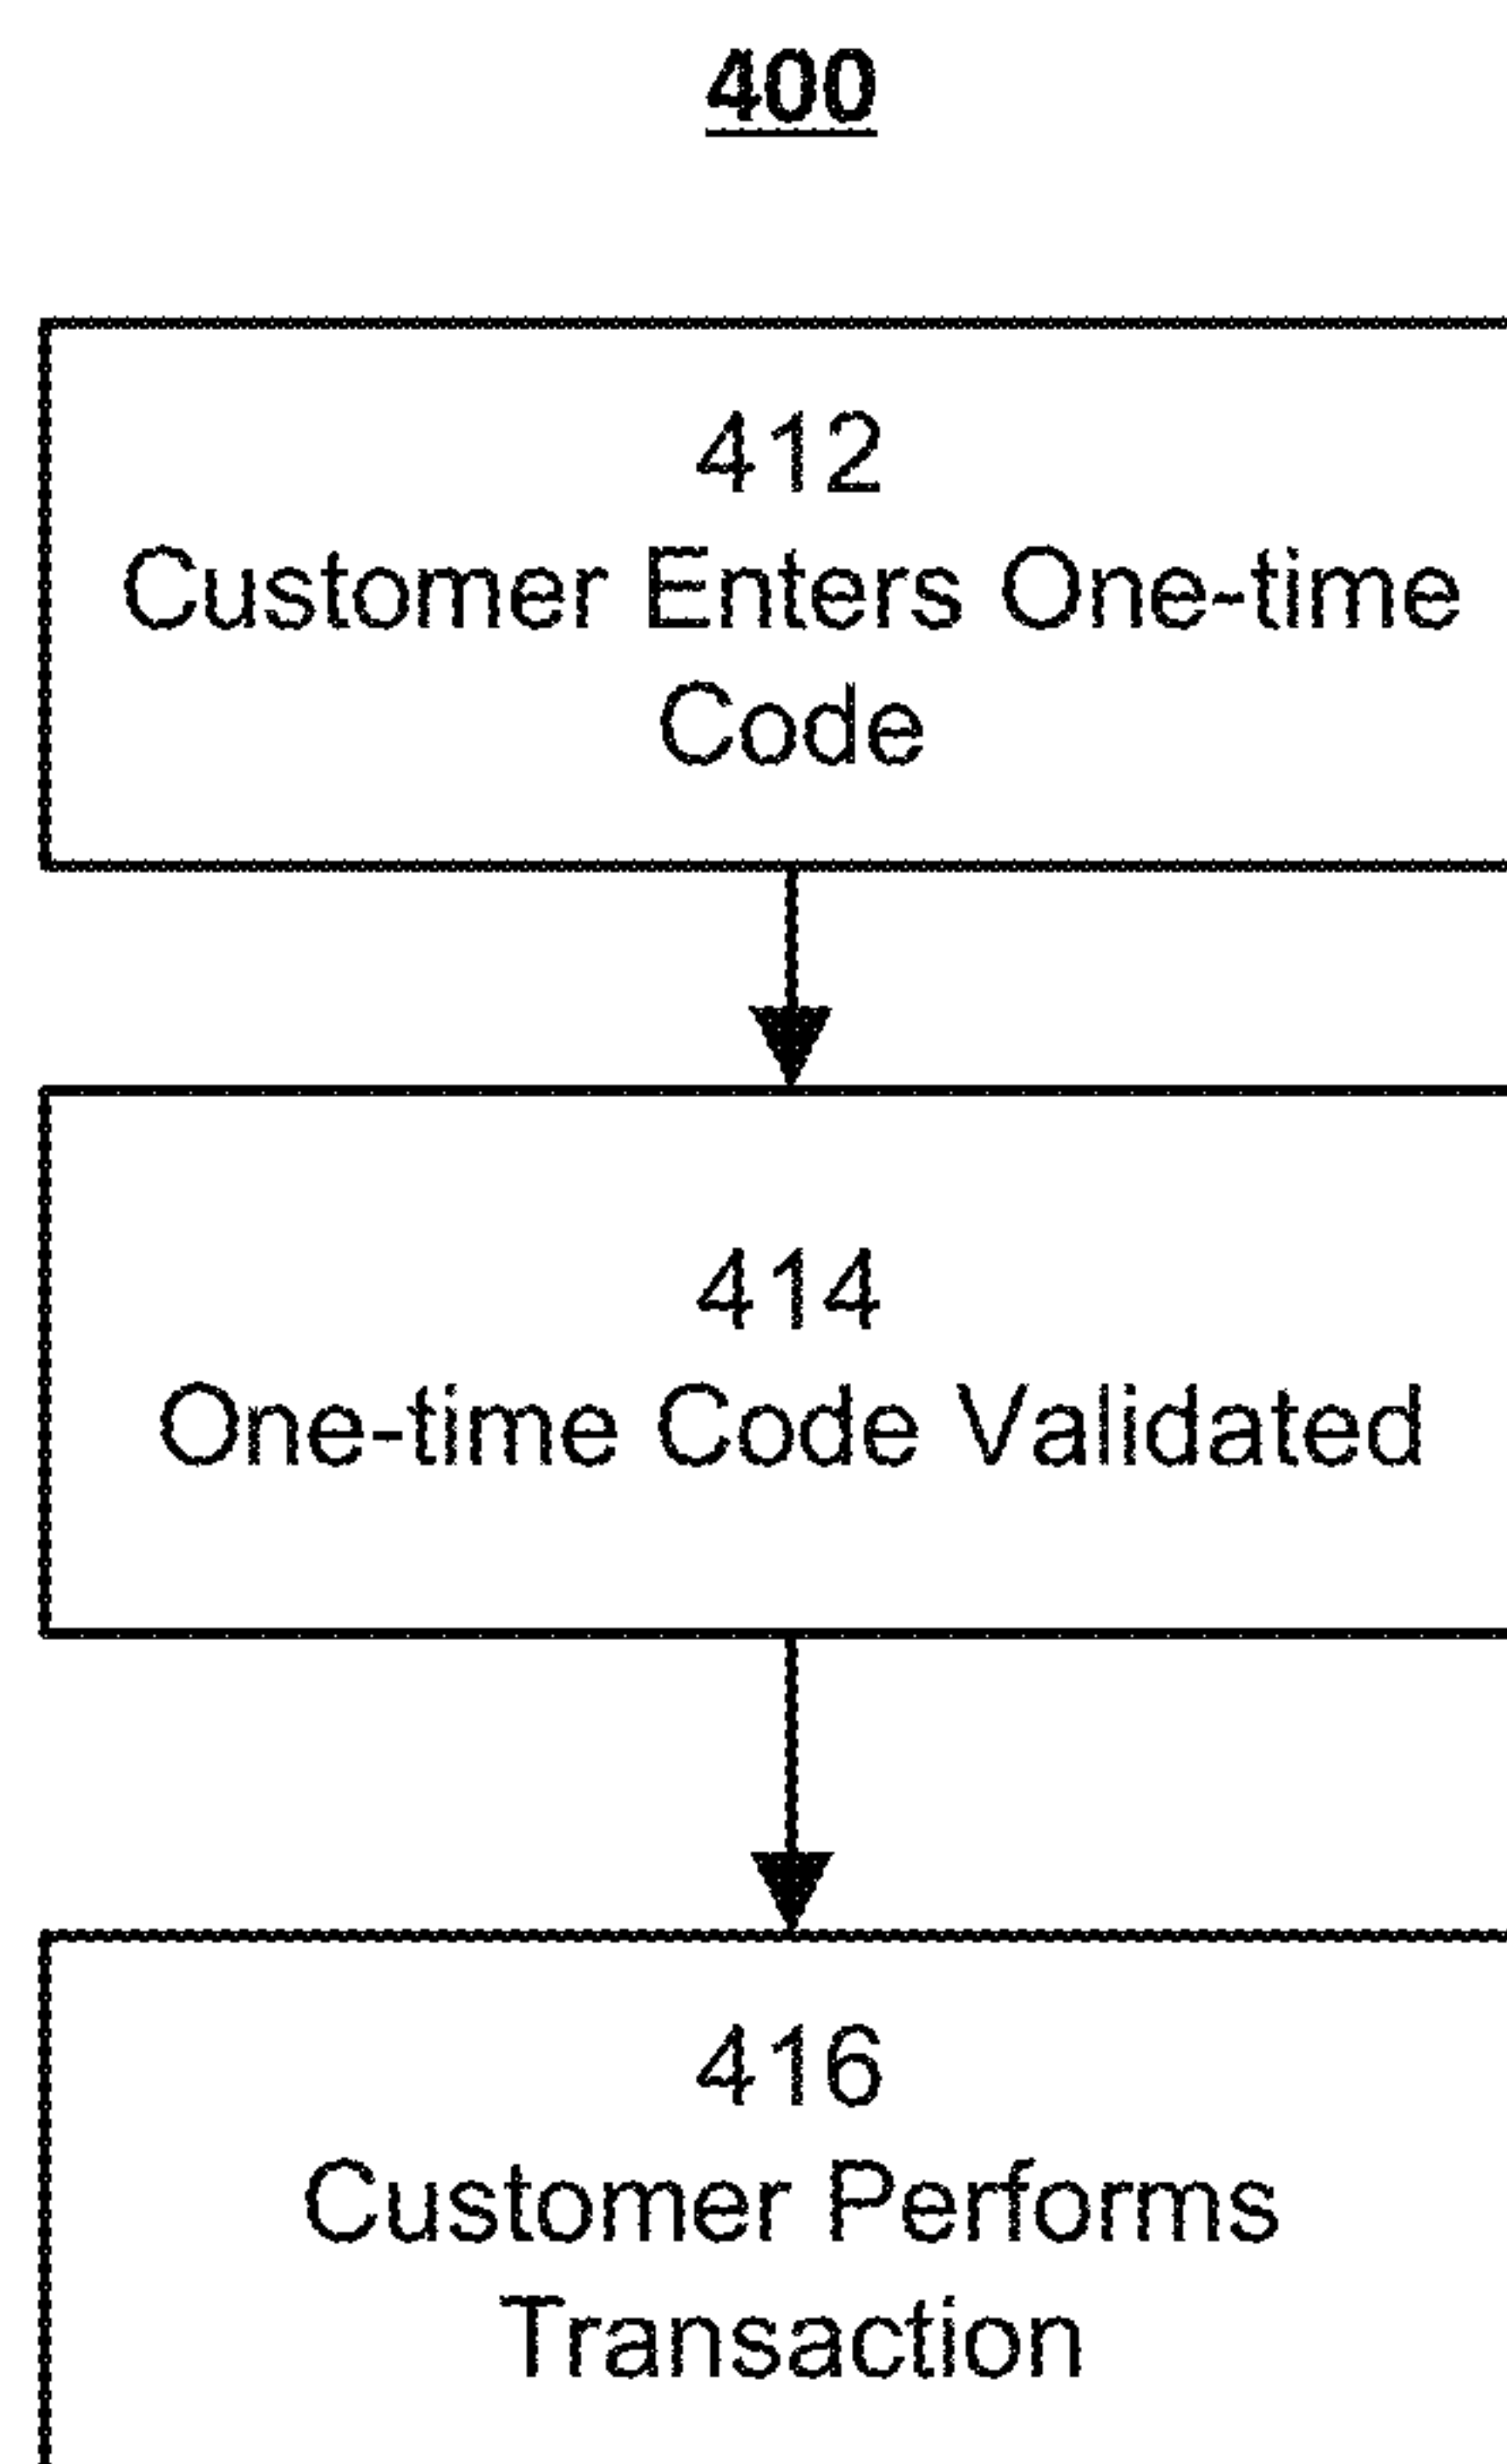 400
412
Customer Enters One-time
Code
414
One-time Code Validated
416
Customer Performs
Transaction